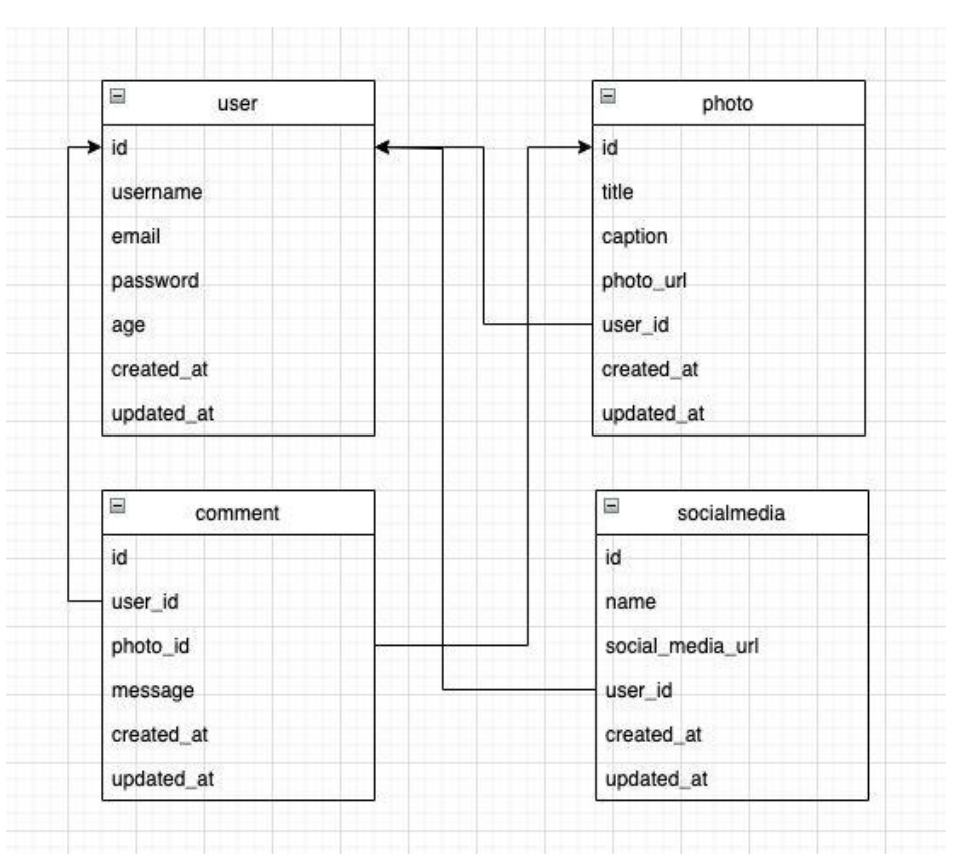 user
id
username
email
password
age
created_at
updated_at
photo
id
title
caption
photo_url
user_id
created_at
updated_at
comment
id
user_id
photo_id
message
created_at
updated_at
socialmedia
id
name
social_media_url
user_id
created_at
updated_at